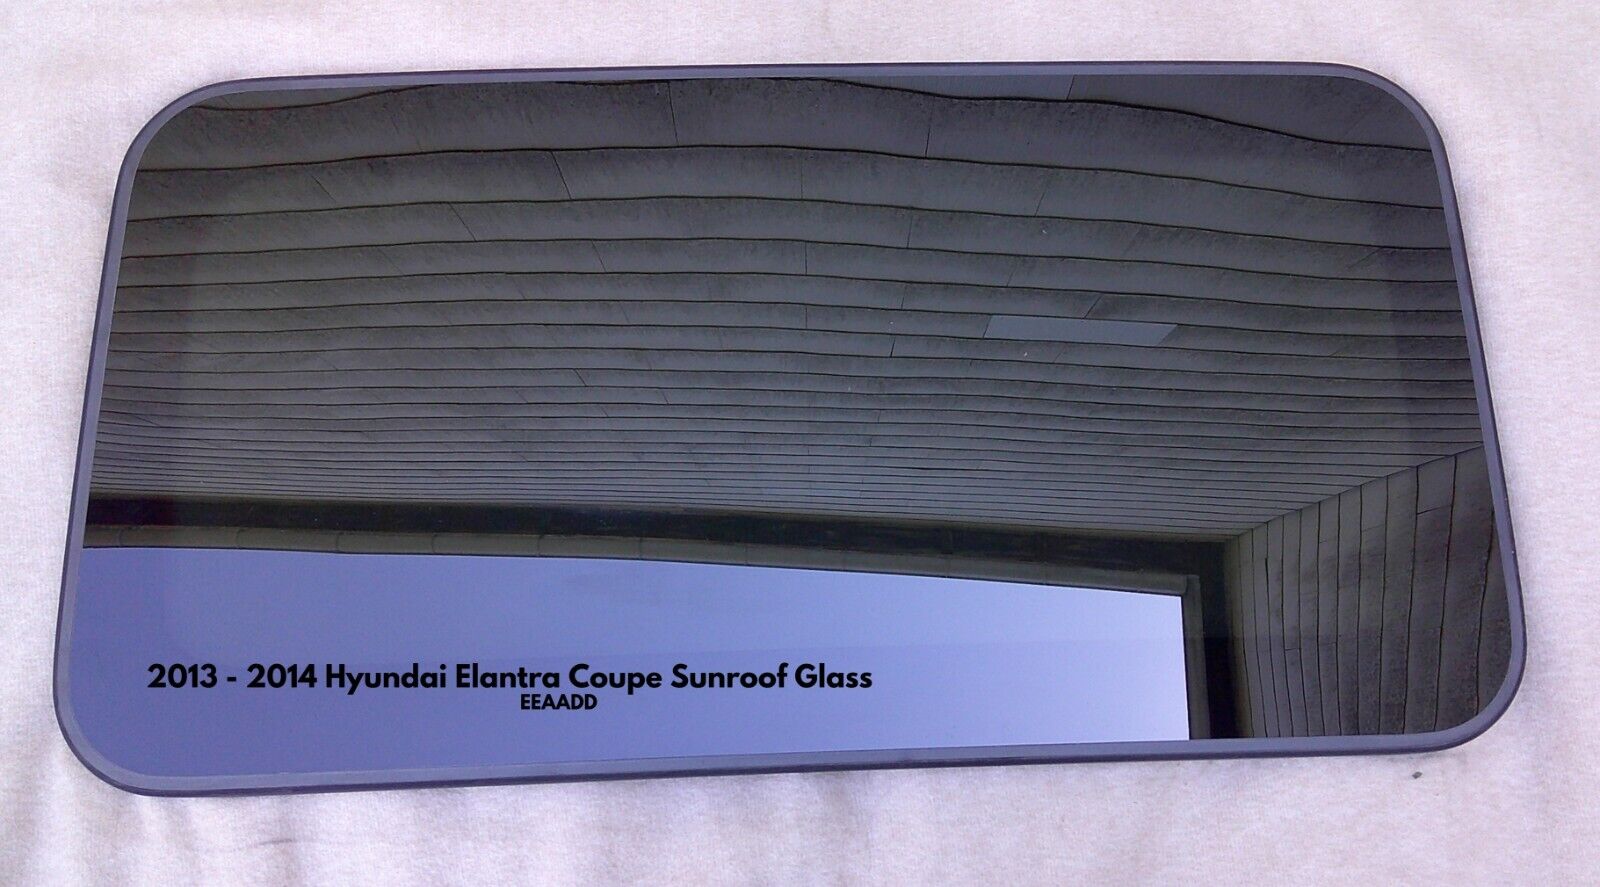 2013 - 2014 Hyundai Elantra Coupe Sunroof Glass
EEAADD